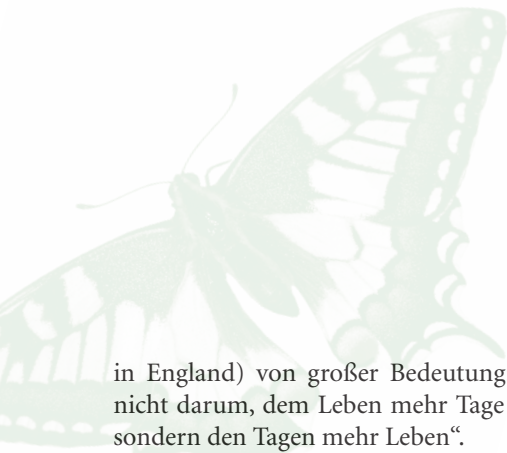 in England) von großer Bedeutung
nicht darum, dem Leben mehr Tage
sondern den Tagen mehr Leben“.